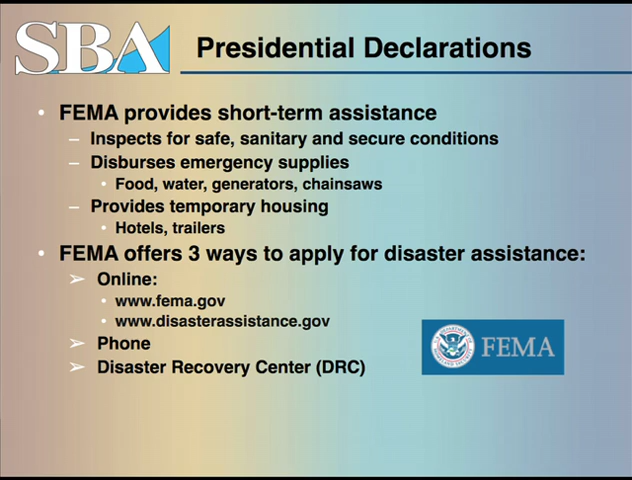 SBA
Presidential Declarations
• FEMA provides short-term assistance
– Inspects for safe, sanitary and secure conditions
– Disburses emergency supplies
• Food, water, generators, chainsaws
– Provides temporary housing
• Hotels, trailers
• FEMA offers 3 ways to apply for disaster assistance:
➢ Online:
• www.fema.gov
• www.disasterassistance.gov
➢ Phone
➢ Disaster Recovery Center (DRC)
FEMA